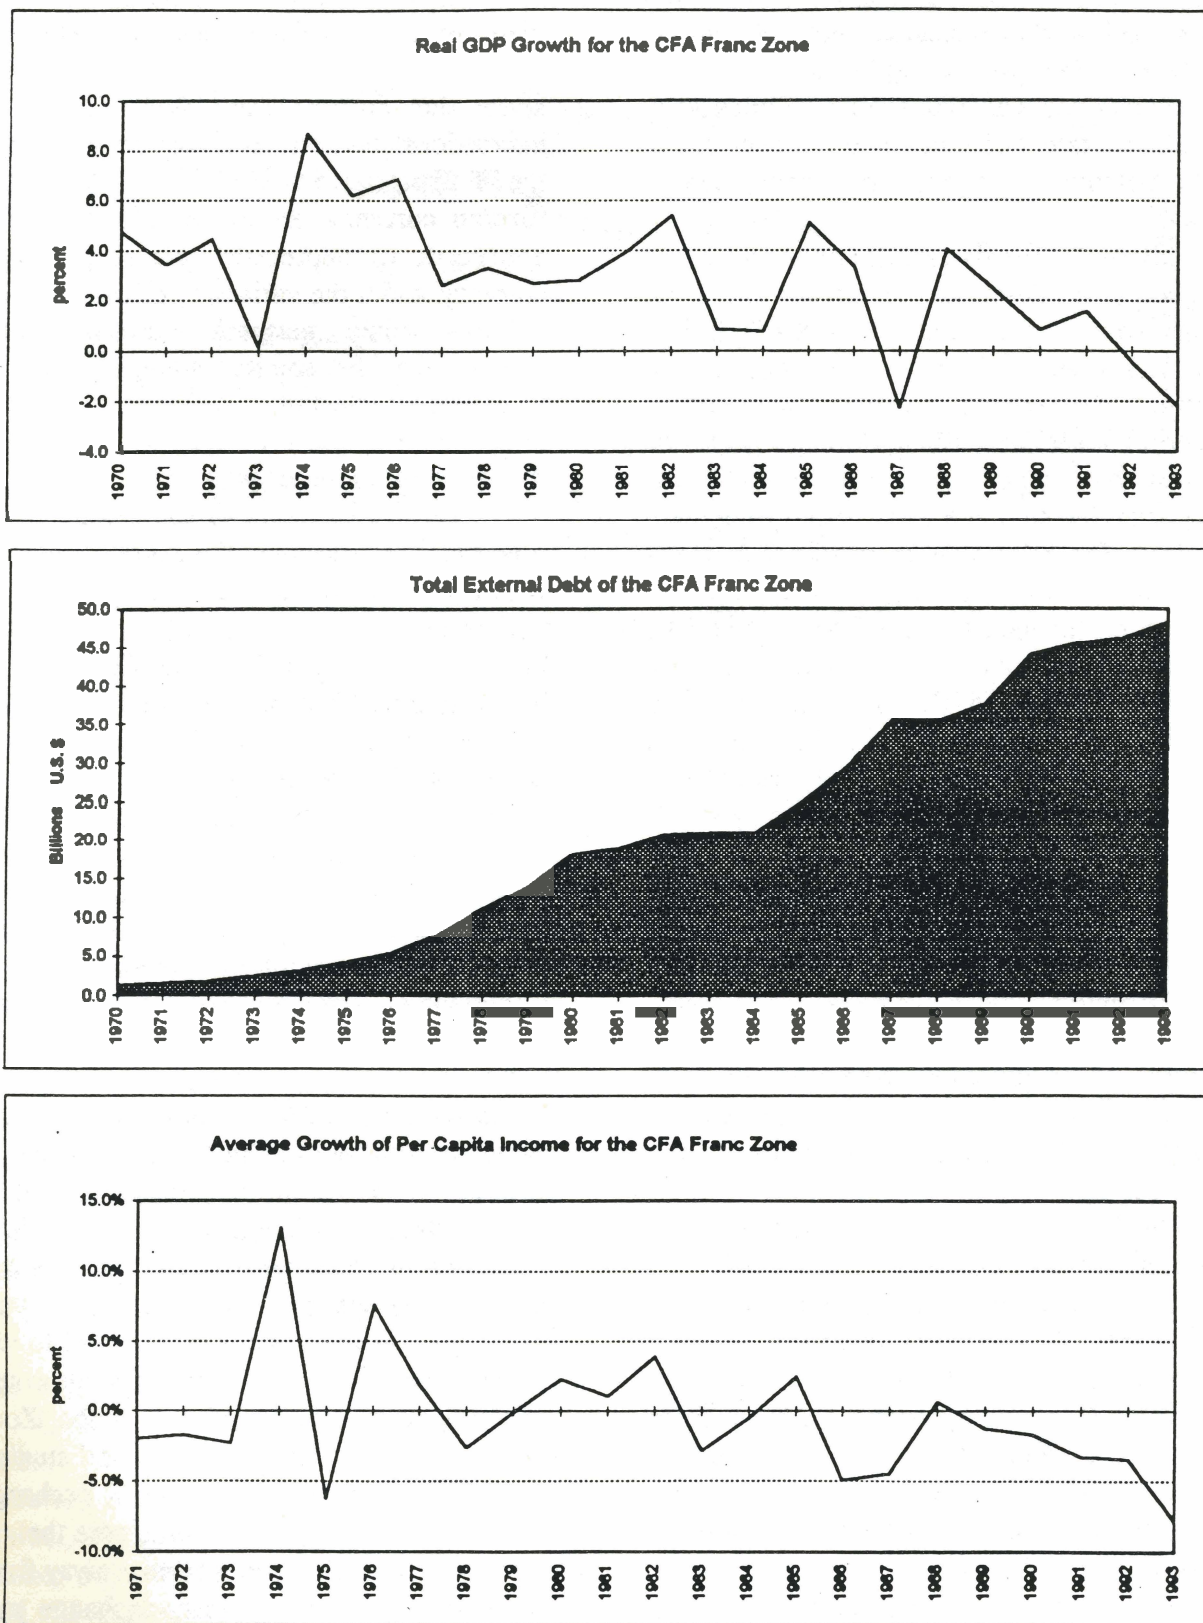 Real GDP Growth for the CFA Franc Zone
percent
10.0
8.0
6.0
4.0
2.0
0.0
-2.0
-4.0
1970 1971 1972 1973 1974 1975 1976 1977 1978 1979 1980 1981 1982 1983 1984 1985 1986 1987 1988 1989 1990 1991 1992 1993
Total External Debt of the CFA Franc Zone
Billions U.S. $
50.0
45.0
40.0
35.0
30.0
25.0
20.0
15.0
10.0
5.0
0.0
1970 1971 1972 1973 1974 1975 1976 1977 1978 1979 1980 1981 1982 1983 1984 1985 1986 1987 1988 1989 1990 1991 1992 1993
Average Growth of Per Capita Income for the CFA Franc Zone
percent
15.0%
10.0%
5.0%
0.0%
-5.0%
-10.0%
1971 1972 1973 1974 1975 1976 1977 1978 1979 1980 1981 1982 1983 1984 1985 1986 1987 1988 1989 1990 1991 1992 1993